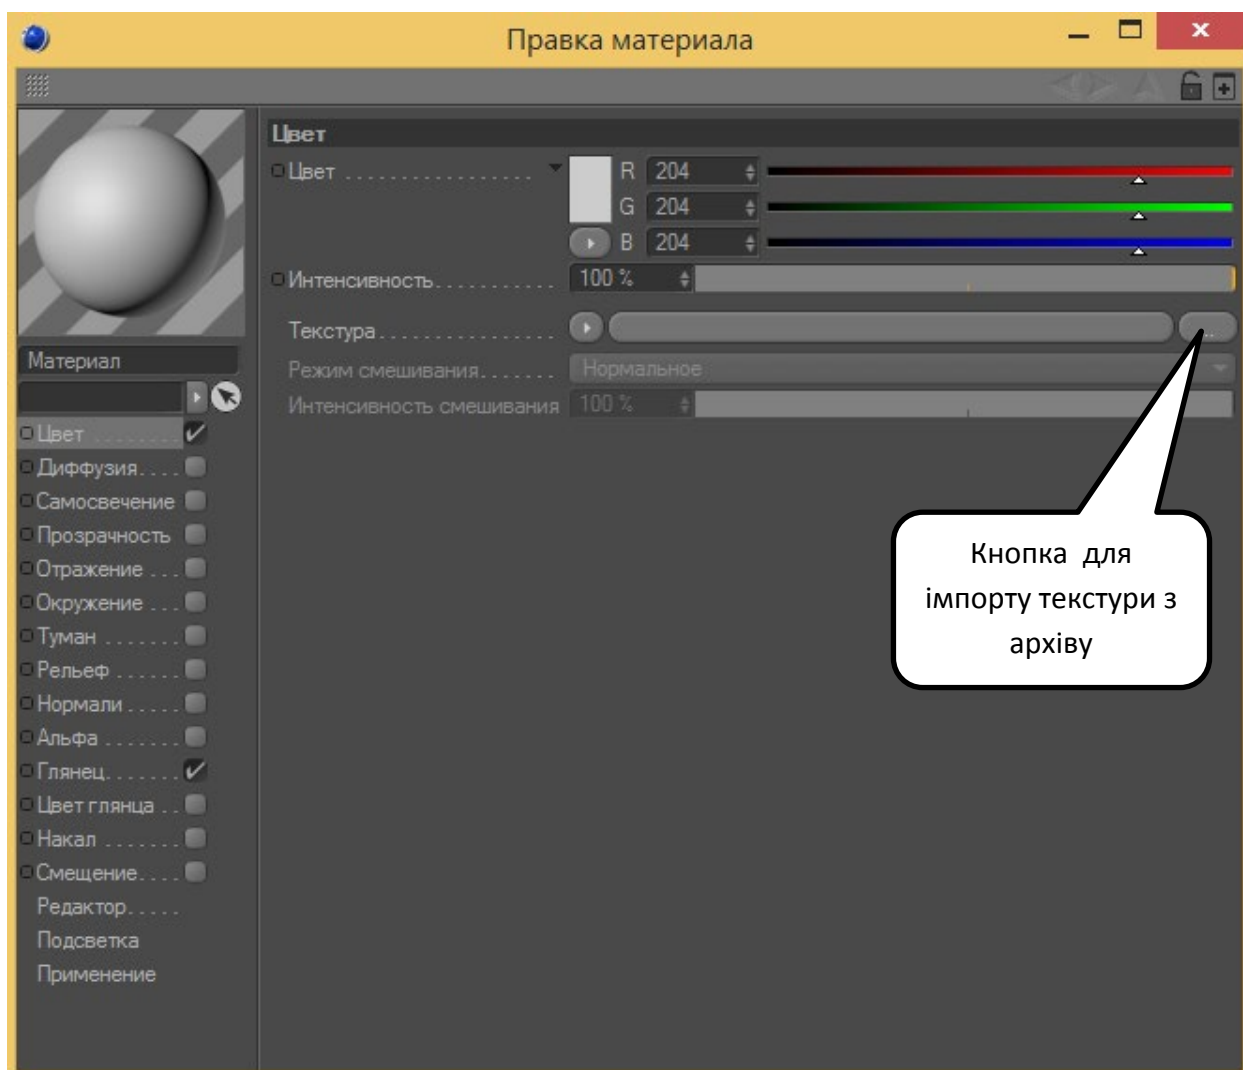 Правка материала
Цвет
Цвет ................. R 204
G 204
B 204
Интенсивность........... 100 %
Текстура................ ...
Режим смешивания....... Нормальное
Интенсивность смешивания 100 %
Материал
Цвет ........
Диффузия....
Самосвечение
Прозрачность
Отражение ...
Окружение ...
Туман .......
Рельеф ......
Нормали .....
Альфа .......
Глянец.......
Цвет глянца ..
Накал .......
Смещение....
Редактор.....
Подсветка
Применение
Кнопка для
імпорту текстури з
архіву